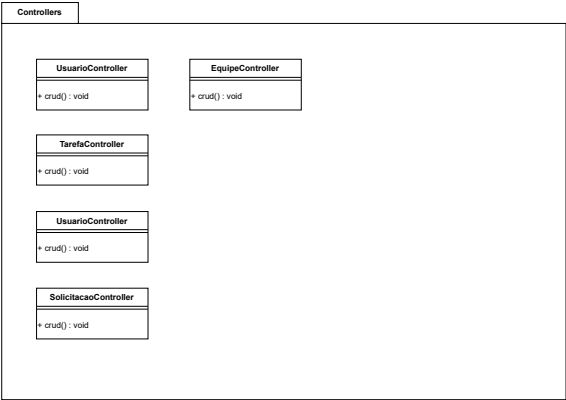 Controllers
UsuarioController
+ crud() : void
EquipeController
+ crud() : void
TarefaController
+ crud() : void
UsuarioController
+ crud() : void
SolicitacaoController
+ crud() : void